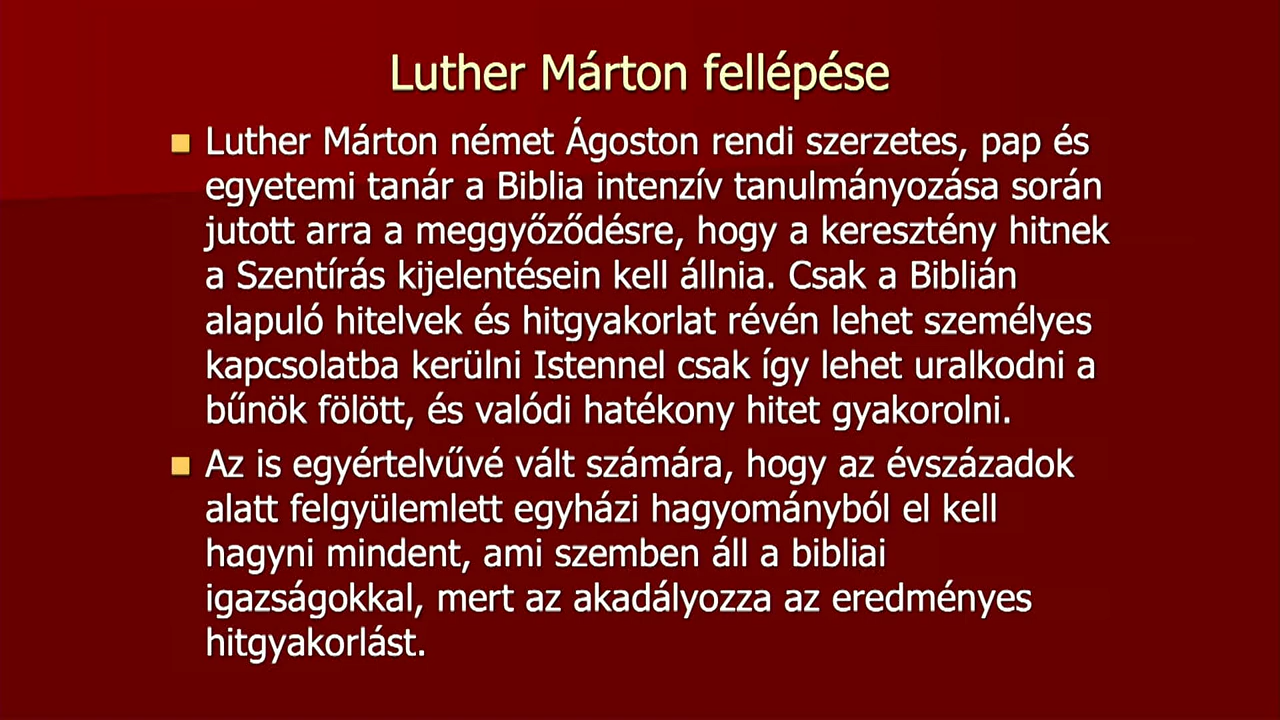 Luther Márton fellépése
Luther Márton német Ágoston rendi szerzetes, pap és
egyetemi tanár a Biblia intenzív tanulmányozása során
jutott arra a meggyőződésre, hogy a keresztény hitnek
a Szentírás kijelentésein kell állnia. Csak a Biblián
alapuló hitelvek és hitgyakorlat révén lehet személyes
kapcsolatba kerülni Istennel csak így lehet uralkodni a
bűnök fölött, és valódi hatékony hitet gyakorolni.
Az is egyértelvűvé vált számára, hogy az évszázadok
alatt felgyülemlett egyházi hagyományból el kell
hagyni mindent, ami szemben áll a bibliai
igazságokkal, mert az akadályozza az eredményes
hitgyakorlást.